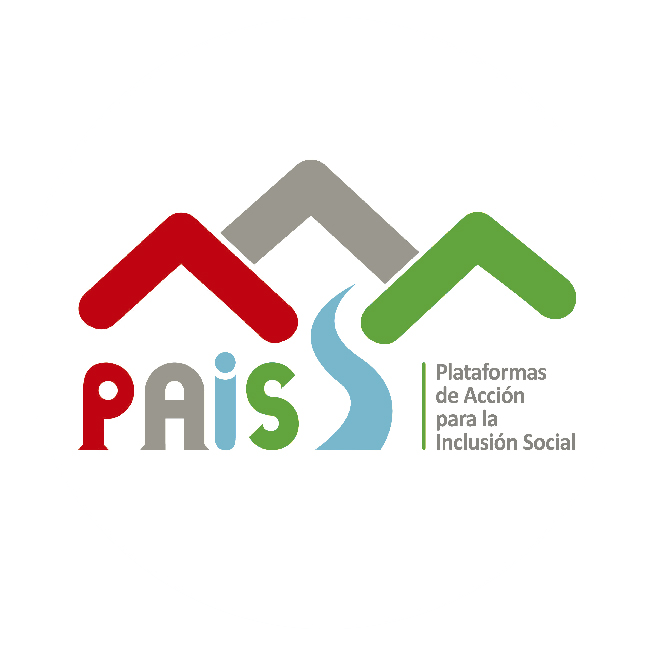 PAiS
Plataformas
de Acción
para la
Inclusión Social